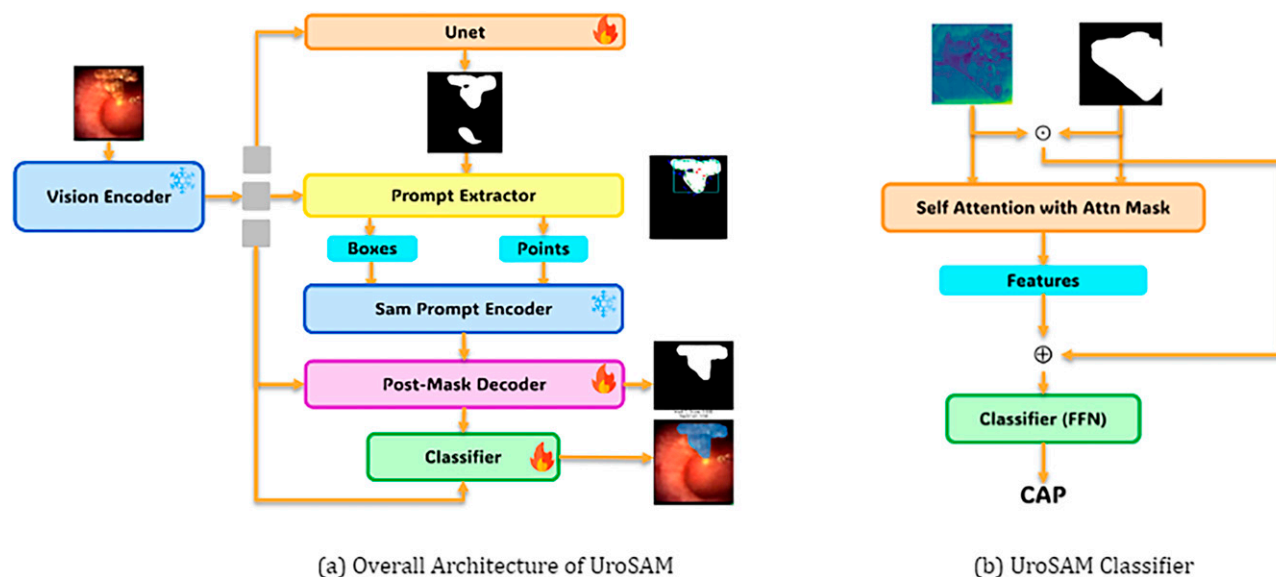 Unet
Vision Encoder
Prompt Extractor
Boxes
Points
Sam Prompt Encoder
Post-Mask Decoder
Classifier
(a) Overall Architecture of UroSAM
Self Attention with Attn Mask
Features
Classifier (FFN)
CAP
(b) UroSAM Classifier